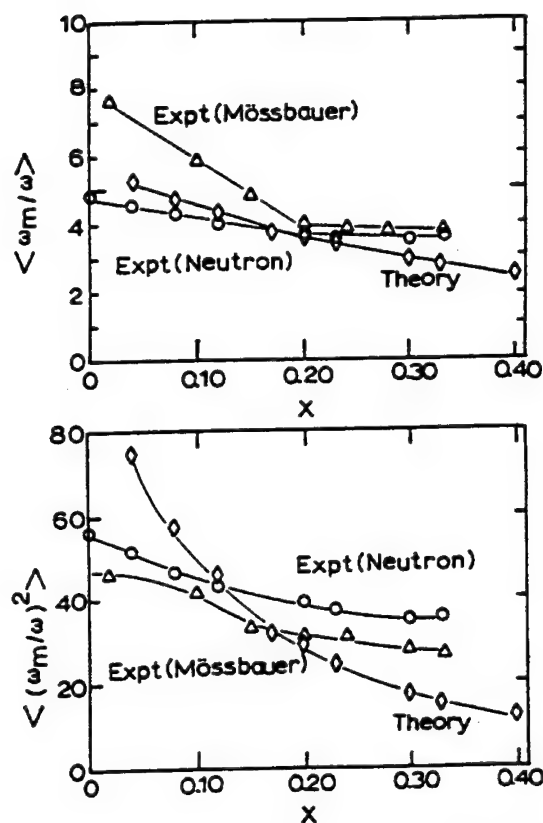 10
8
6
4
2
0
<ωm/ω>
Expt(Mössbauer)
Expt(Neutron)
Theory
0 0.10 0.20 0.30 0.40
X
80
60
40
20
0
<(ωm/ω)²>
Expt(Neutron)
Expt(Mössbauer)
Theory
0 0.10 0.20 0.30 0.40
X